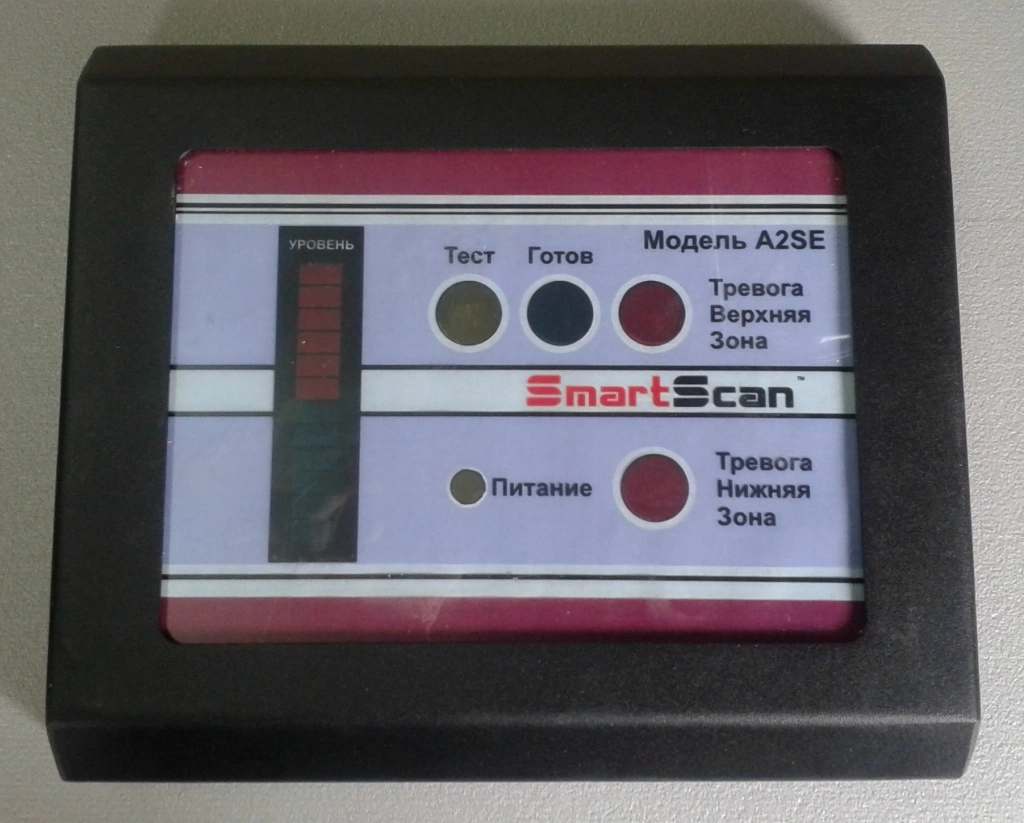 УРОВЕНЬ
Тест
Готов
Модель A2SE
Тревога
Верхняя
Зона
SmartScan™
Питание
Тревога
Нижняя
Зона